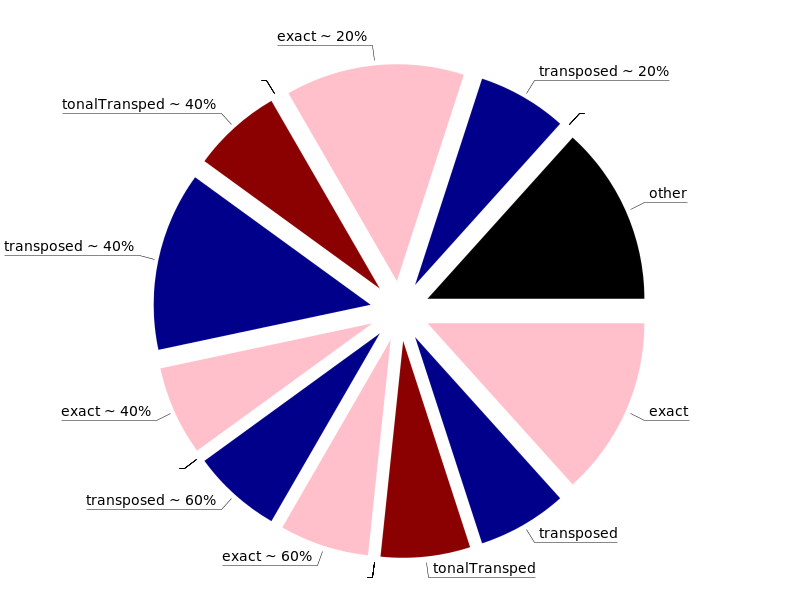 exact ~ 20%
transposed ~ 20%
tonalTransped ~ 40%
other
transposed ~ 40%
exact ~ 40%
exact
transposed ~ 60%
transposed
exact ~ 60%
tonalTransped